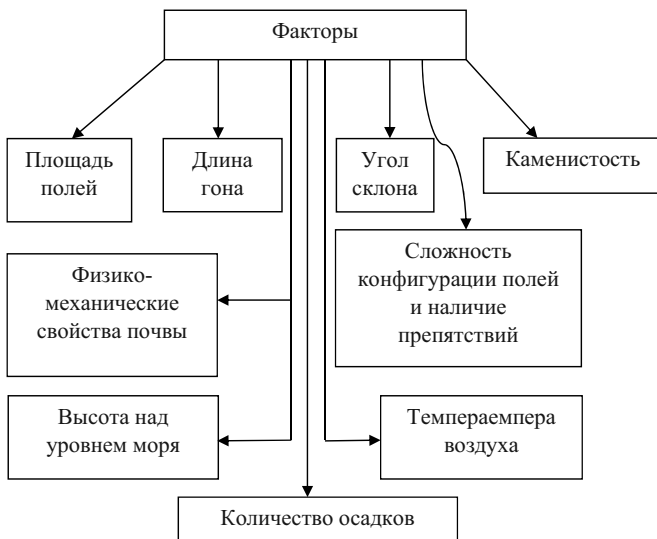 Факторы
Площадь
полей
Длина
гона
Угол
склона
Каменистость
Физико-
механические
свойства почвы
Сложность
конфигурации полей
и наличие
препятствий
Высота над
уровнем моря
Темпераемпера
воздуха
Количество осадков